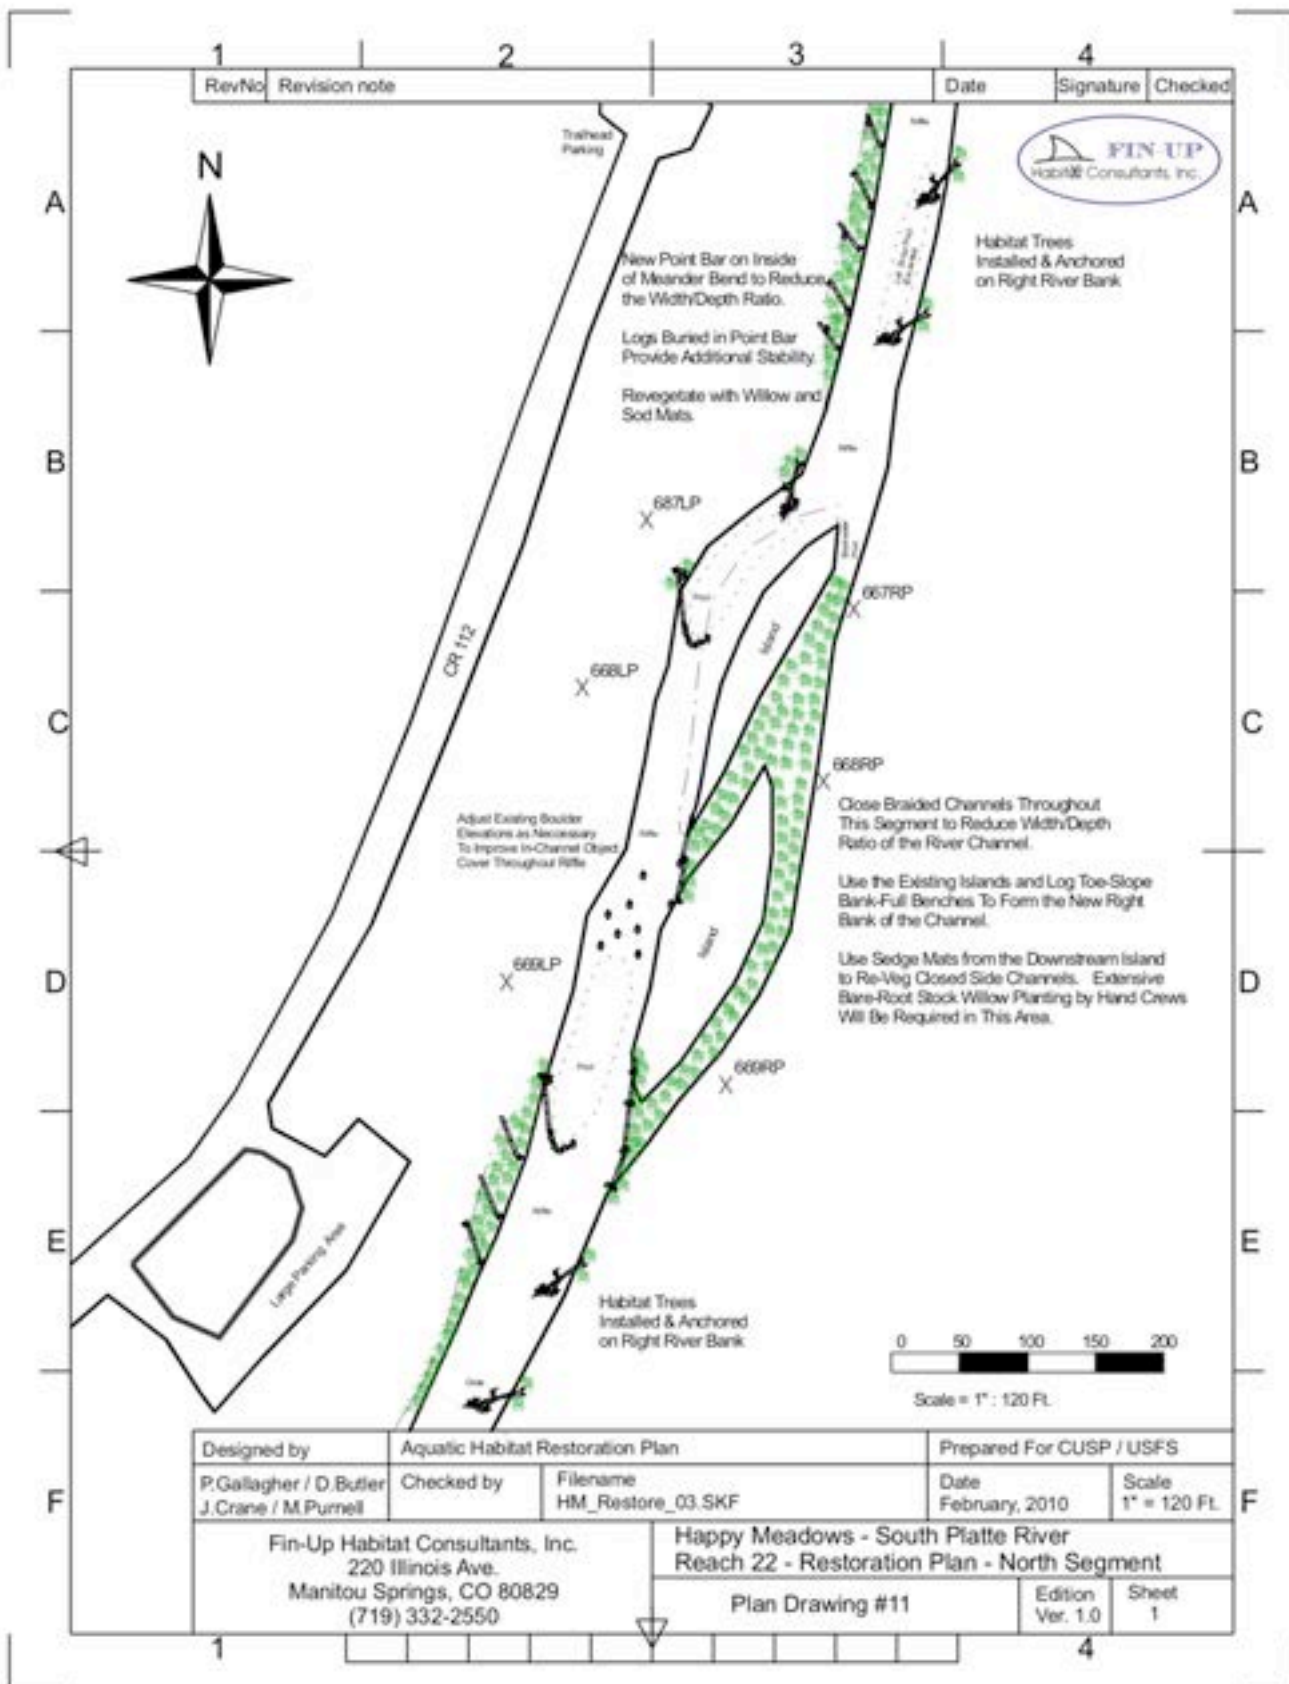 1 2 3 4
RevNo Revision note Date Signature Checked
Trailhead
Parking
FIN-UP
Habitat Consultants, Inc.
N
A A
New Point Bar on Inside
of Meander Bend to Reduce
the Width/Depth Ratio.
Habitat Trees
Installed & Anchored
on Right River Bank
Logs Buried in Point Bar
Provide Additional Stability.
Revegetate with Willow and
Sod Mats.
Riffle
B B
Riffle
687LP
667RP
Pool
Island
CR 112
668LP
C C
668RP
Adjust Existing Boulder
Elevations as Neccessary
To Improve In-Channel Object
Cover Throughout Riffle
Riffle
Close Braided Channels Throughout
This Segment to Reduce Width/Depth
Ratio of the River Channel.
Use the Existing Islands and Log Toe-Slope
Bank-Full Benches To Form the New Right
Bank of the Channel.
Island
Use Sedge Mats from the Downstream Island
to Re-Veg Closed Side Channels. Extensive
Bare-Root Stock Willow Planting by Hand Crews
Will Be Required in This Area.
669LP
D D
Pool
669RP
Riffle
E E
Large Parking Area
Habitat Trees
Installed & Anchored
on Right River Bank
0 50 100 150 200
Scale = 1" : 120 Ft.
Designed by Aquatic Habitat Restoration Plan Prepared For CUSP / USFS
P.Gallagher / D.Butler
J.Crane / M.Purnell
Checked by
Filename
HM_Restore_03.SKF
Date
February, 2010
Scale
1" = 120 Ft.
F F
Fin-Up Habitat Consultants, Inc.
220 Illinois Ave.
Manitou Springs, CO 80829
(719) 332-2550
Happy Meadows - South Platte River
Reach 22 - Restoration Plan - North Segment
Plan Drawing #11
Edition
Ver. 1.0
Sheet
1
1 4